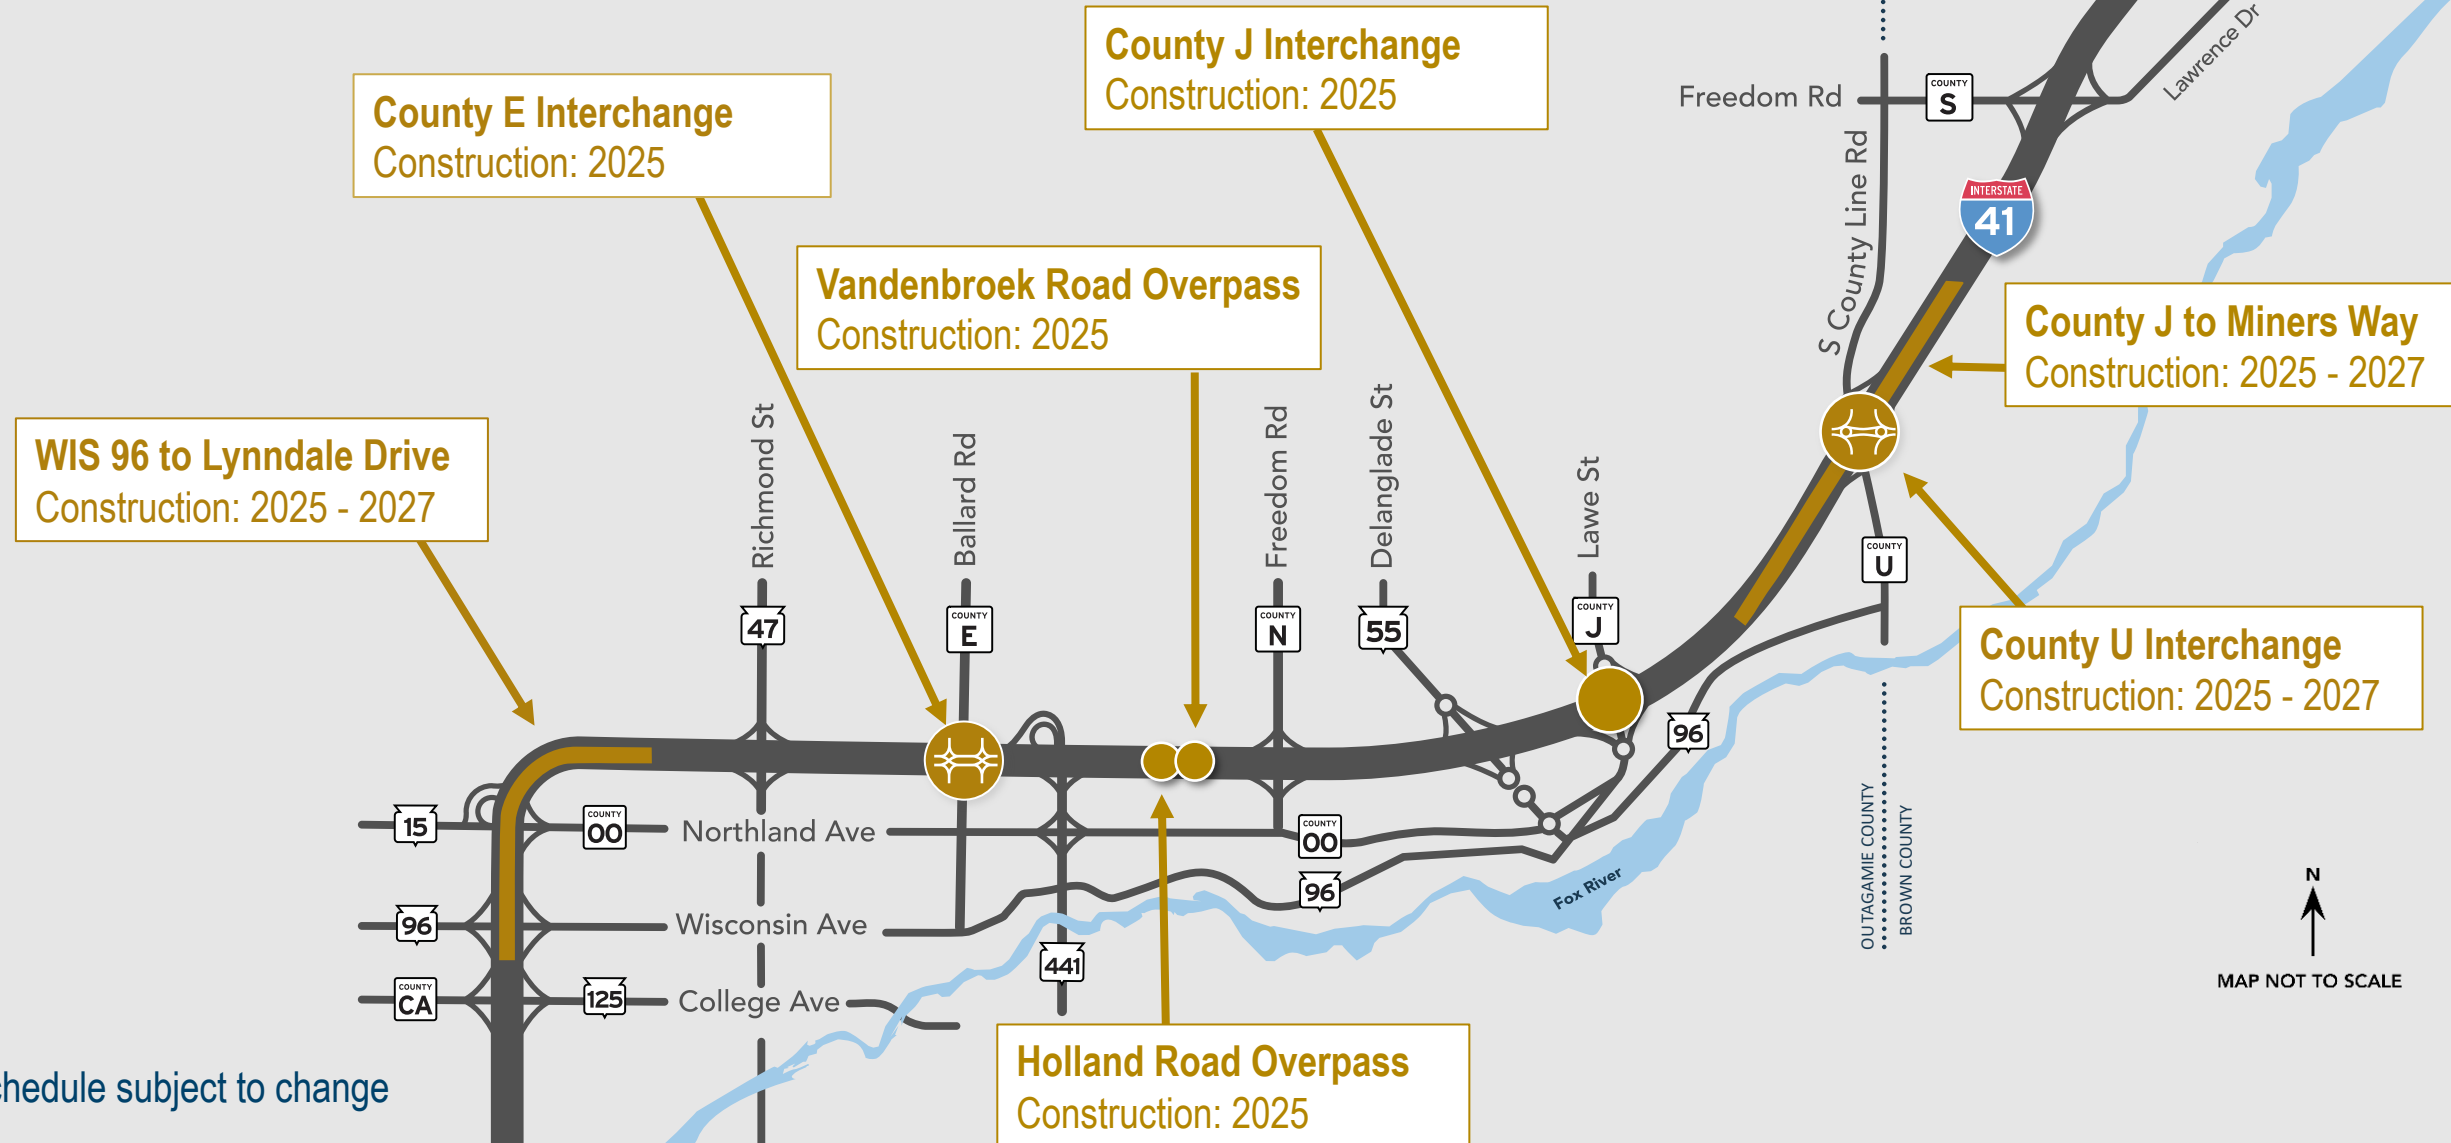 County J Interchange
Construction: 2025
Lawrence Dr
County E Interchange
Construction: 2025
Freedom Rd
COUNTY
S
S County Line Rd
INTERSTATE
41
Vandenbroek Road Overpass
Construction: 2025
County J to Miners Way
Construction: 2025 - 2027
WIS 96 to Lynndale Drive
Construction: 2025 - 2027
Richmond St
Ballard Rd
Freedom Rd
Delanglade St
Lawe St
COUNTY
U
47
COUNTY
E
COUNTY
N
55
COUNTY
J
County U Interchange
Construction: 2025 - 2027
96
15
COUNTY
OO
Northland Ave
COUNTY
OO
96
Fox River
OUTAGAMIE COUNTY
BROWN COUNTY
N
MAP NOT TO SCALE
96
Wisconsin Ave
441
COUNTY
CA
125
College Ave
Holland Road Overpass
Construction: 2025
subject to change